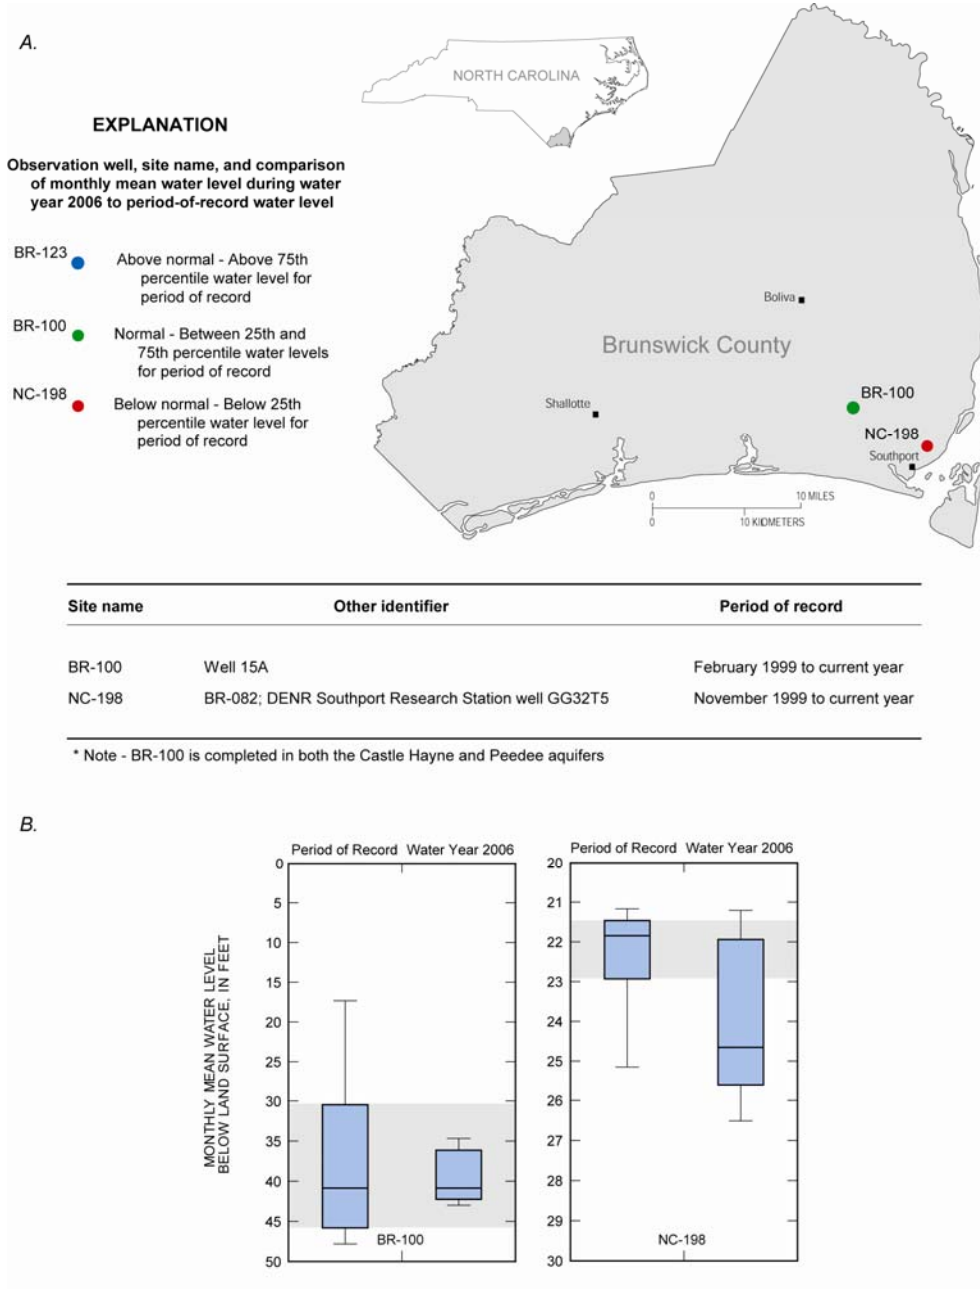 A.
NORTH CAROLINA
EXPLANATION
Observation well, site name, and comparison
of monthly mean water level during water
year 2006 to period-of-record water level
BR-123
Above normal - Above 75th
percentile water level for
period of record
BR-100
Normal - Between 25th and
75th percentile water levels
for period of record
NC-198
Below normal - Below 25th
percentile water level for
period of record
Boliva
Brunswick County
Shallotte
BR-100
NC-198
Southport
0 10 MILES
0 10 KILOMETERS
Site name Other identifier Period of record
BR-100 Well 15A February 1999 to current year
NC-198 BR-082; DENR Southport Research Station well GG32T5 November 1999 to current year
* Note - BR-100 is completed in both the Castle Hayne and Peedee aquifers
B.
MONTHLY MEAN WATER LEVEL
BELOW LAND SURFACE, IN FEET
Period of Record Water Year 2006
0
5
10
15
20
25
30
35
40
45
50
BR-100
Period of Record Water Year 2006
20
21
22
23
24
25
26
27
28
29
30
NC-198